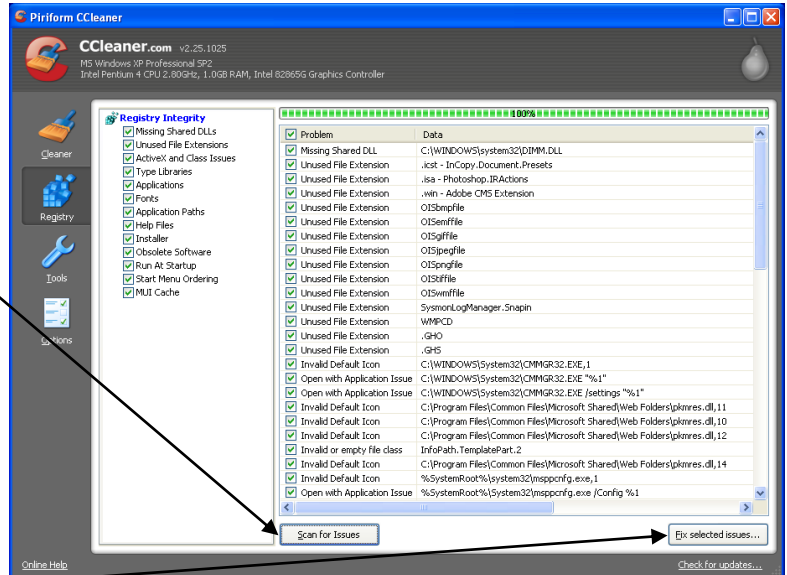 Piriform CCleaner
CCleaner.com v2.25.1025
MS Windows XP Professional SP2
Intel Pentium 4 CPU 2.80GHz, 1.0GB RAM, Intel 82865G Graphics Controller
Cleaner
Registry
Tools
Options
Registry Integrity
Missing Shared DLLs
Unused File Extensions
ActiveX and Class Issues
Type Libraries
Applications
Fonts
Application Paths
Help Files
Installer
Obsolete Software
Run At Startup
Start Menu Ordering
MUI Cache
100%
Problem Data
Missing Shared DLL C:\WINDOWS\system32\DIMM.DLL
Unused File Extension .icst - InCopy.Document.Presets
Unused File Extension .isa - Photoshop.IRActions
Unused File Extension .win - Adobe CMS Extension
Unused File Extension OISbmpfile
Unused File Extension OISemffile
Unused File Extension OISgiffile
Unused File Extension OISjpegfile
Unused File Extension OISpngfile
Unused File Extension OIStiffile
Unused File Extension OISwmffile
Unused File Extension SysmonLogManager.Snapin
Unused File Extension WMPCD
Unused File Extension .GHO
Unused File Extension .GHS
Invalid Default Icon C:\WINDOWS\System32\CMMGR32.EXE,1
Open with Application Issue C:\WINDOWS\System32\CMMGR32.EXE "%1"
Open with Application Issue C:\WINDOWS\System32\CMMGR32.EXE /settings "%1"
Invalid Default Icon C:\Program Files\Common Files\Microsoft Shared\Web Folders\pkmres.dll,11
Invalid Default Icon C:\Program Files\Common Files\Microsoft Shared\Web Folders\pkmres.dll,10
Invalid Default Icon C:\Program Files\Common Files\Microsoft Shared\Web Folders\pkmres.dll,12
Invalid or empty file class InfoPath.TemplatePart.2
Invalid Default Icon C:\Program Files\Common Files\Microsoft Shared\Web Folders\pkmres.dll,14
Invalid Default Icon %SystemRoot%\system32\msppcnfg.exe,1
Open with Application Issue %SystemRoot%\System32\msppcnfg.exe /Config %1
Scan for Issues
Fix selected issues...
Online Help
Check for updates...